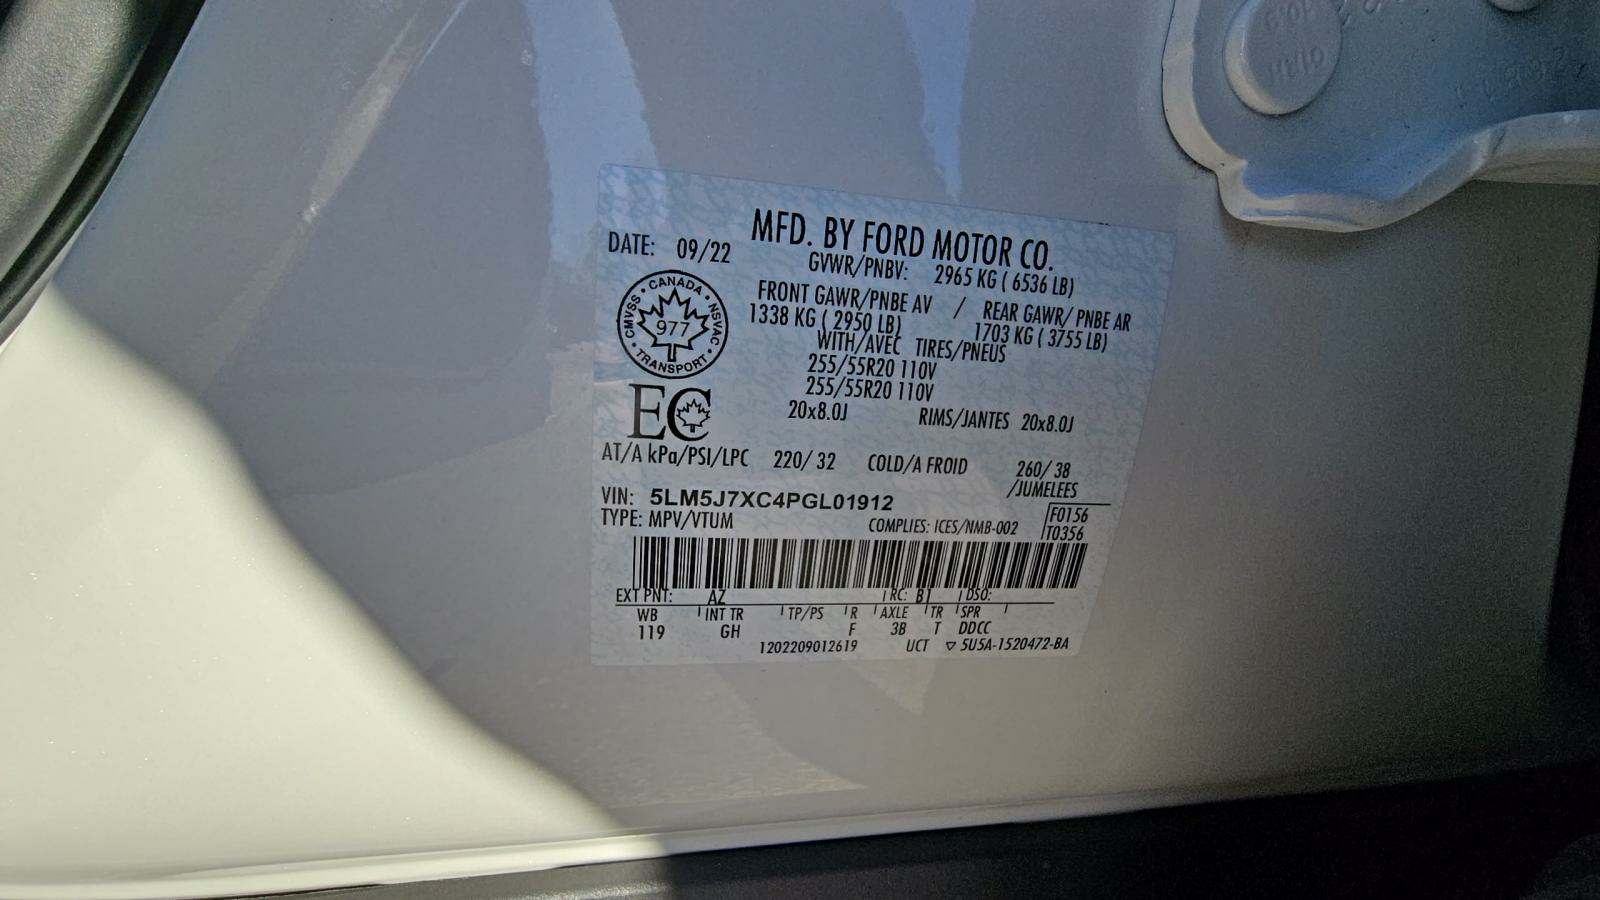 MFD. BY FORD MOTOR CO.
DATE: 09/22
GVWR/PNBV: 2965 KG ( 6536 LB)
FRONT GAWR/PNBE AV / REAR GAWR/ PNBE AR
1338 KG ( 2950 LB) 1703 KG ( 3755 LB)
WITH/AVEC TIRES/PNEUS
255/55R20 110V
255/55R20 110V
20x8.0J RIMS/JANTES 20x8.0J
CANADA
CMVSS NSVAC
977
TRANSPORT
EC
AT/A kPa/PSI/LPC 220/ 32 COLD/A FROID 260/ 38
/JUMELEES
VIN: 5LM5J7XC4PGL01912
TYPE: MPV/VTUM COMPLIES: ICES/NMB-002
F0156
T0356
EXT PNT: AZ RC: B1 DSO:
WB INT TR TP/PS R AXLE TR SPR
119 GH F 3B T DDCC
1202209012619 UCT ▽ 5U5A-1520472-BA